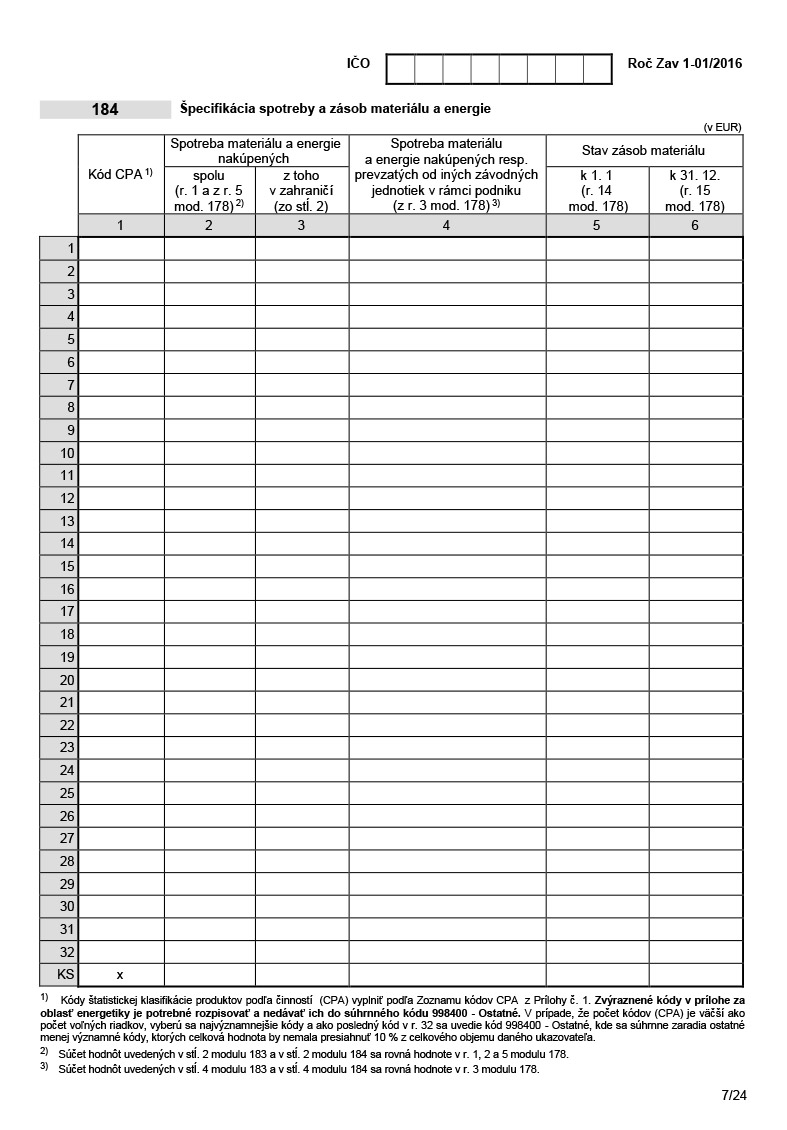 IČO Roč Zav 1-01/2016
184 Špecifikácia spotreby a zásob materiálu a energie
(v EUR)
Kód CPA 1)
Spotreba materiálu a energie
nakúpených
spolu
(r. 1 a z r. 5
mod. 178) 2)
z toho
v zahraničí
(zo stĺ. 2)
Spotreba materiálu
a energie nakúpených resp.
prevzatých od iných závodných
jednotiek v rámci podniku
(z r. 3 mod. 178) 3)
Stav zásob materiálu
k 1. 1
(r. 14
mod. 178)
k 31. 12.
(r. 15
mod. 178)
1 2 3 4 5 6
1
2
3
4
5
6
7
8
9
10
11
12
13
14
15
16
17
18
19
20
21
22
23
24
25
26
27
28
29
30
31
32
KS x
1) Kódy štatistickej klasifikácie produktov podľa činností (CPA) vyplniť podľa Zoznamu kódov CPA z Prílohy č. 1. Zvýraznené kódy v prílohe za
oblasť energetiky je potrebné rozpisovať a nedávať ich do súhrnného kódu 998400 - Ostatné. V prípade, že počet kódov (CPA) je väčší ako
počet voľných riadkov, vyberú sa najvýznamnejšie kódy a ako posledný kód v r. 32 sa uvedie kód 998400 - Ostatné, kde sa súhrnne zaradia ostatné
menej významné kódy, ktorých celková hodnota by nemala presiahnuť 10 % z celkového objemu daného ukazovateľa.
2) Súčet hodnôt uvedených v stĺ. 2 modulu 183 a v stĺ. 2 modulu 184 sa rovná hodnote v r. 1, 2 a 5 modulu 178.
3) Súčet hodnôt uvedených v stĺ. 4 modulu 183 a v stĺ. 4 modulu 184 sa rovná hodnote v r. 3 modulu 178.
7/24